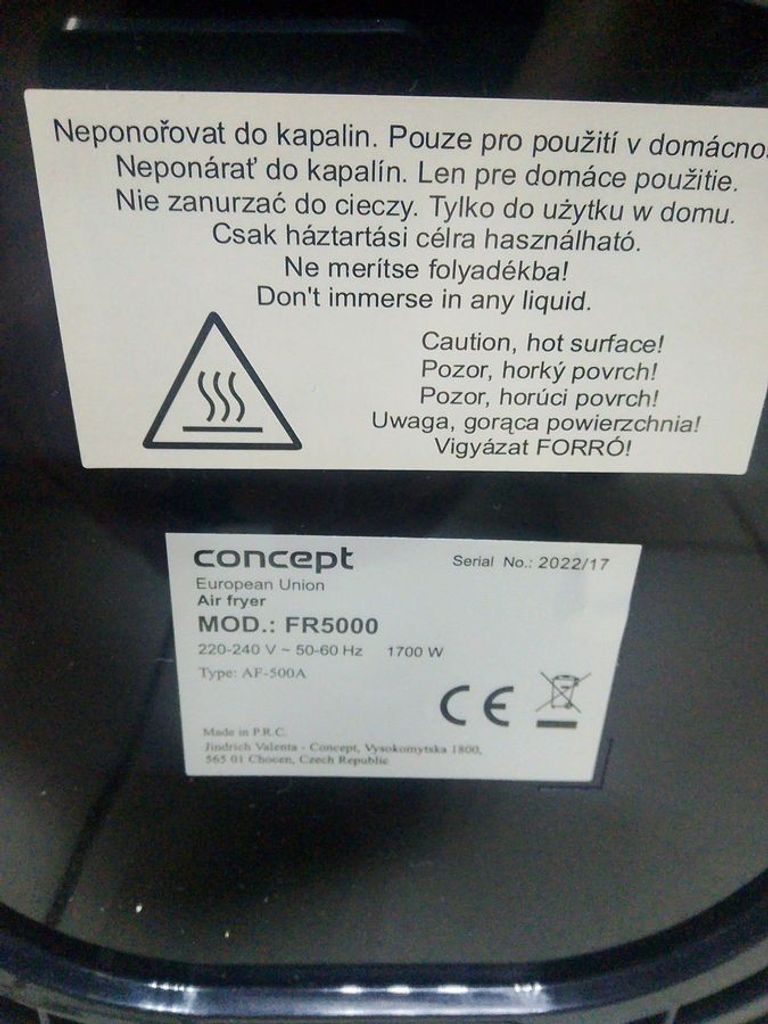 Neponořovat do kapalin. Pouze pro použití v domácno
Neponárať do kapalín. Len pre domáce použitie.
Nie zanurzać do cieczy. Tylko do użytku w domu.
Csak háztartási célra használható.
Ne merítse folyadékba!
Don't immerse in any liquid.
Caution, hot surface!
Pozor, horký povrch!
Pozor, horúci povrch!
Uwaga, gorąca powierzchnia!
Vigyázat FORRÓ!
concept
Serial No.: 2022/17
European Union
Air fryer
MOD.: FR5000
220-240 V ~ 50-60 Hz 1700 W
Type: AF-500A
CE
Made in P.R.C.
Jindrich Valenta - Concept, Vysokomytska 1800,
565 01 Chocen, Czech Republic